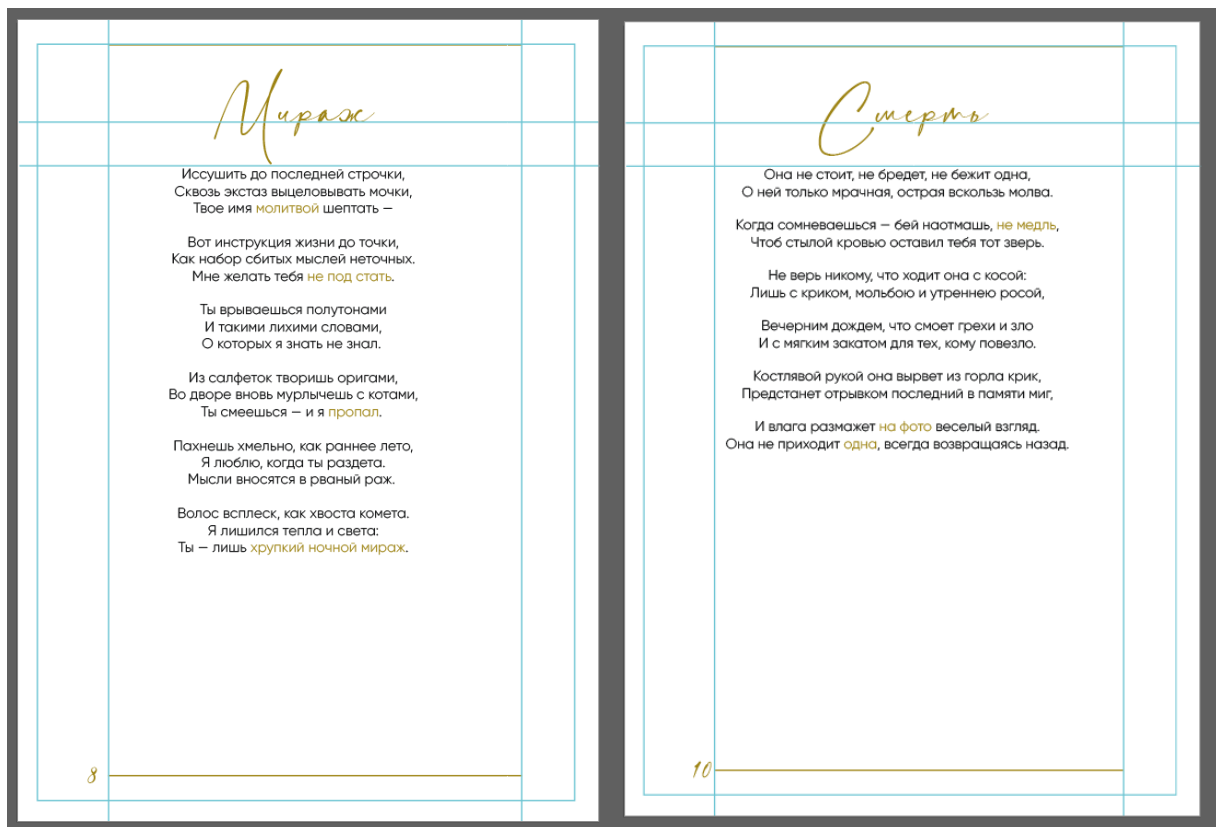 Мираж
Иссушить до последней строчки,
Сквозь экстаз выцеловывать мочки,
Твое имя молитвой шептать —
Вот инструкция жизни до точки,
Как набор сбитых мыслей неточных.
Мне желать тебя не под стать.
Ты врываешься полутонами
И такими лихими словами,
О которых я знать не знал.
Из салфеток творишь оригами,
Во дворе вновь мурлычешь с котами,
Ты смеешься — и я пропал.
Пахнешь хмельно, как раннее лето,
Я люблю, когда ты раздета.
Мысли вносятся в рваный раж.
Волос всплеск, как хвоста комета.
Я лишился тепла и света:
Ты — лишь хрупкий ночной мираж.
8
Смерть
Она не стоит, не бредет, не бежит одна,
О ней только мрачная, острая вскользь молва.
Когда сомневаешься — бей наотмашь, не медль,
Чтоб стылой кровью оставил тебя тот зверь.
Не верь никому, что ходит она с косой:
Лишь с криком, мольбою и утреннею росой,
Вечерним дождем, что смоет грехи и зло
И с мягким закатом для тех, кому повезло.
Костлявой рукой она вырвет из горла крик,
Предстанет отрывком последний в памяти миг,
И влага размажет на фото веселый взгляд.
Она не приходит одна, всегда возвращаясь назад.
10